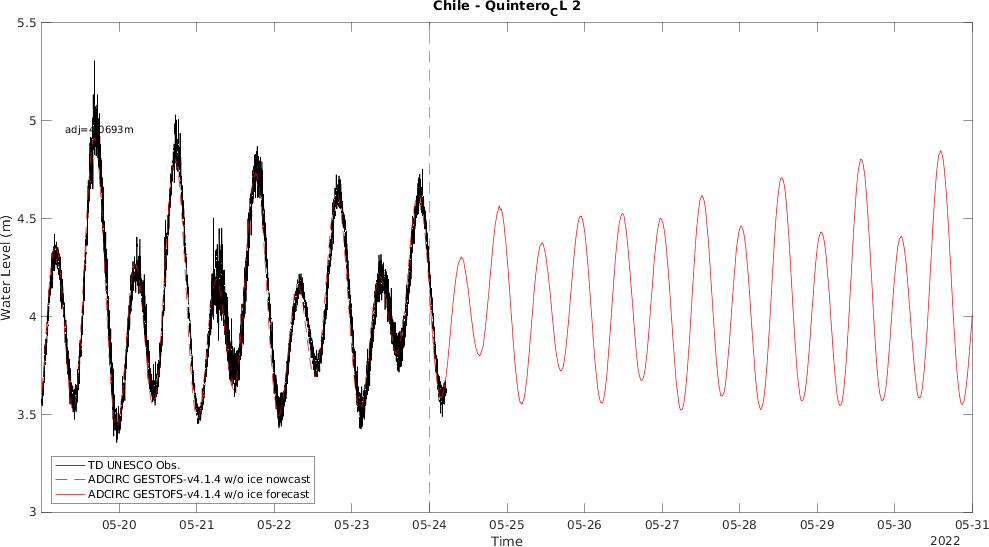 Chile - Quintero_CL 2
5.5
5
4.5
4
3.5
3
Water Level (m)
adj=4.0693m
TD UNESCO Obs.
ADCIRC GESTOFS-v4.1.4 w/o ice nowcast
ADCIRC GESTOFS-v4.1.4 w/o ice forecast
05-20 05-21 05-22 05-23 05-24 05-25 05-26 05-27 05-28 05-29 05-30 05-31
Time
2022